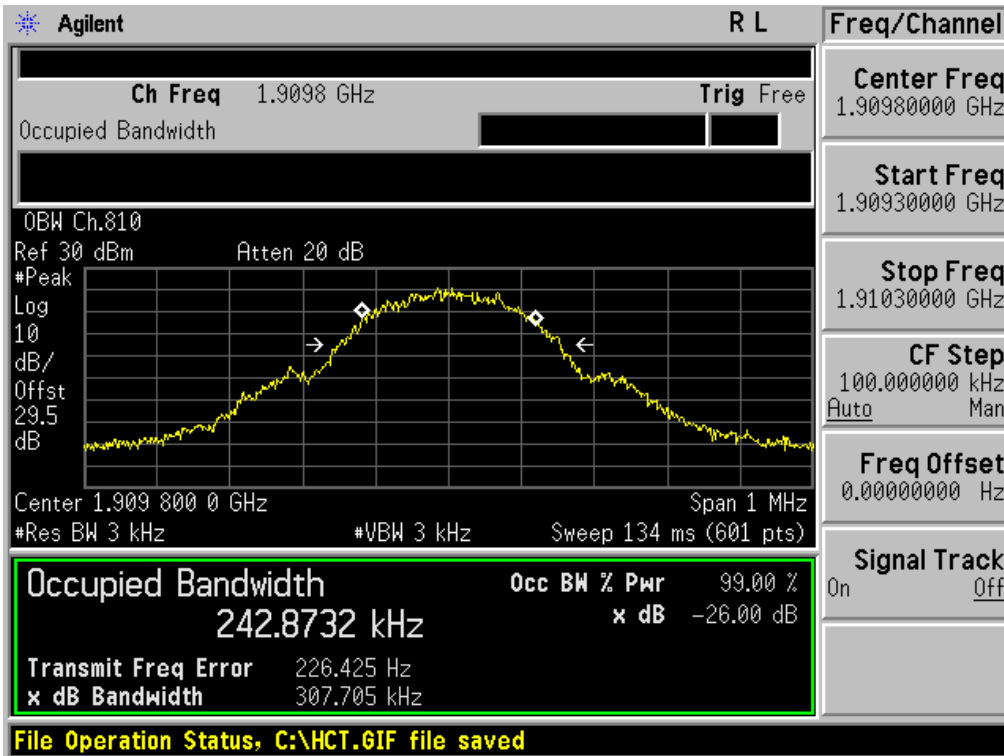 Agilent
R L
Freq/Channel
Ch Freq 1.9098 GHz
Trig Free
Occupied Bandwidth
Center Freq
1.90980000 GHz
Start Freq
1.90930000 GHz
Stop Freq
1.91030000 GHz
CF Step
100.000000 kHz
Auto Man
Freq Offset
0.00000000 Hz
Signal Track
On Off
OBW Ch.810
Ref 30 dBm Atten 20 dB
#Peak
Log
10
dB/
Offst
29.5
dB
Center 1.909 800 0 GHz Span 1 MHz
#Res BW 3 kHz #VBW 3 kHz Sweep 134 ms (601 pts)
Occupied Bandwidth
242.8732 kHz
Occ BW % Pwr 99.00 %
x dB -26.00 dB
Transmit Freq Error 226.425 Hz
x dB Bandwidth 307.705 kHz
File Operation Status, C:\HCT.GIF file saved